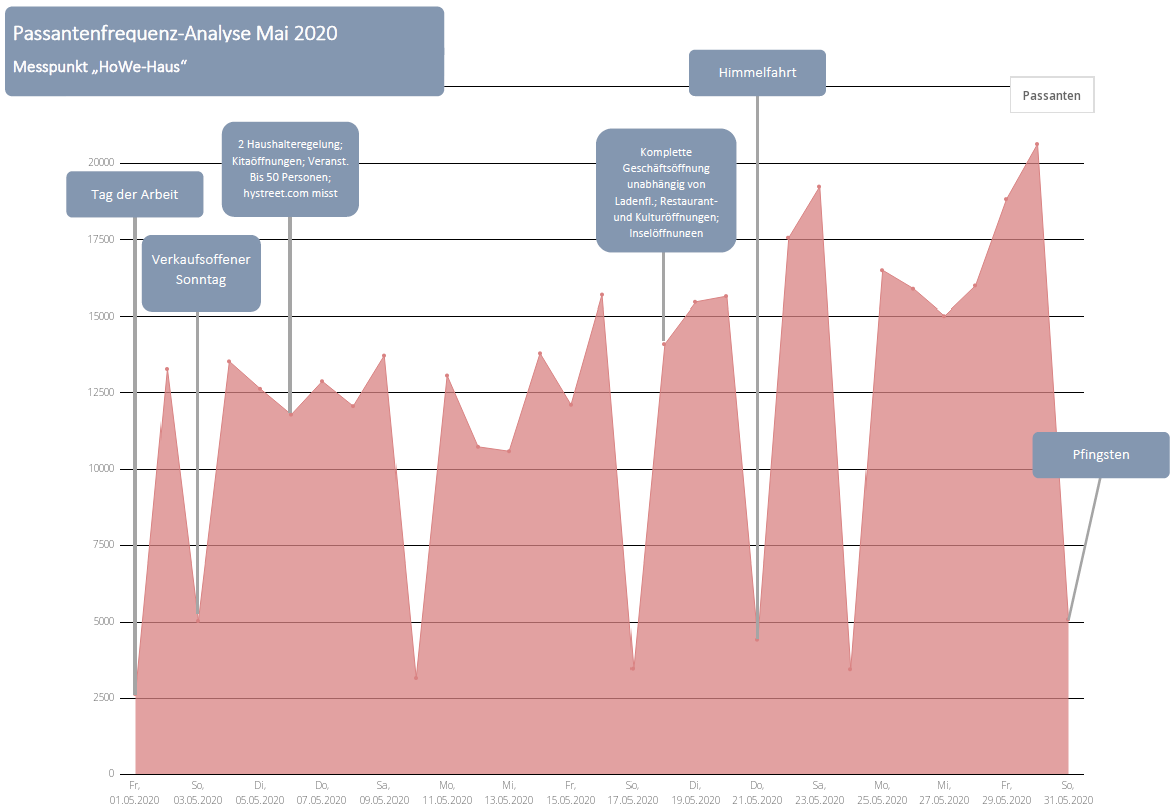 Passantenfrequenz-Analyse Mai 2020
Messpunkt „HoWe-Haus“
Himmelfahrt
Passanten
2 Haushalteregelung;
Kitaöffnungen; Veranst.
Bis 50 Personen;
hystreet.com misst
Komplette
Geschäftsöffnung
unabhängig von
Ladenfl.; Restaurant-
und Kulturöffnungen;
Inselöffnungen
Tag der Arbeit
Verkaufsoffener
Sonntag
Pfingsten
20000
17500
15000
12500
10000
7500
5000
2500
0
Fr,
01.05.2020
So,
03.05.2020
Di,
05.05.2020
Do,
07.05.2020
Sa,
09.05.2020
Mo,
11.05.2020
Mi,
13.05.2020
Fr,
15.05.2020
So,
17.05.2020
Di,
19.05.2020
Do,
21.05.2020
Sa,
23.05.2020
Mo,
25.05.2020
Mi,
27.05.2020
Fr,
29.05.2020
So,
31.05.2020